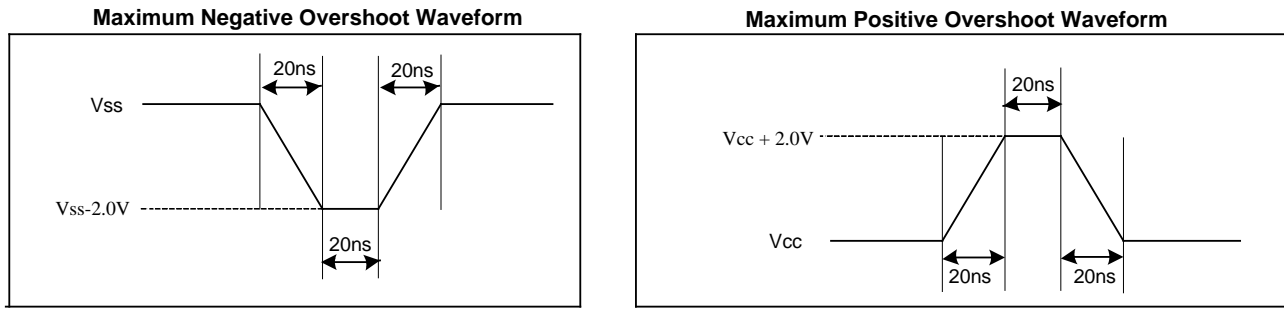 Maximum Negative Overshoot Waveform
20ns
20ns
Vss
Vss-2.0V
20ns
Maximum Positive Overshoot Waveform
20ns
Vcc + 2.0V
Vcc
20ns
20ns